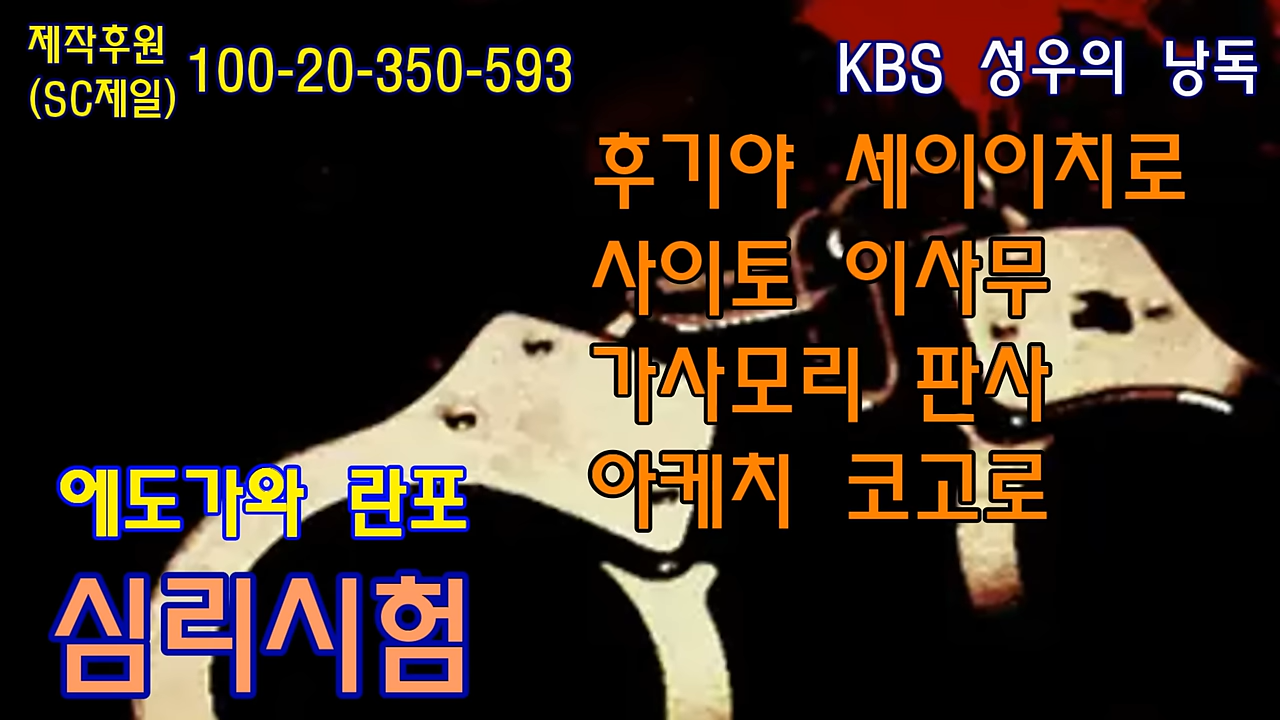 제작후원
(SC제일) 100-20-350-593
KBS 성우의 낭독
후기야 세이이치로
사이토 이사무
가사모리 판사
아케치 코고로
에도가와 란포
심리시험